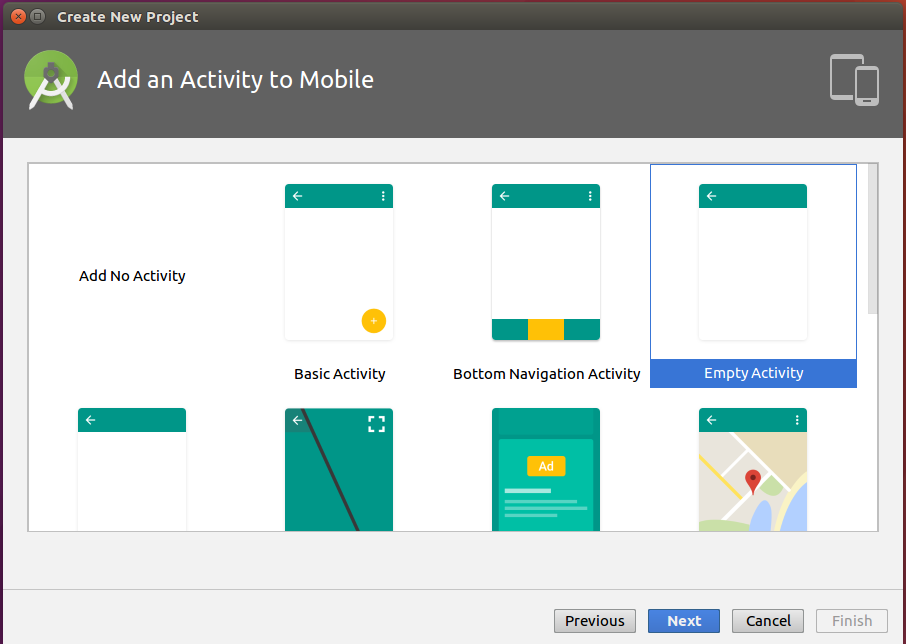 Create New Project
Add an Activity to Mobile
Add No Activity
Basic Activity
Bottom Navigation Activity
Empty Activity
Ad
Previous
Next
Cancel
Finish